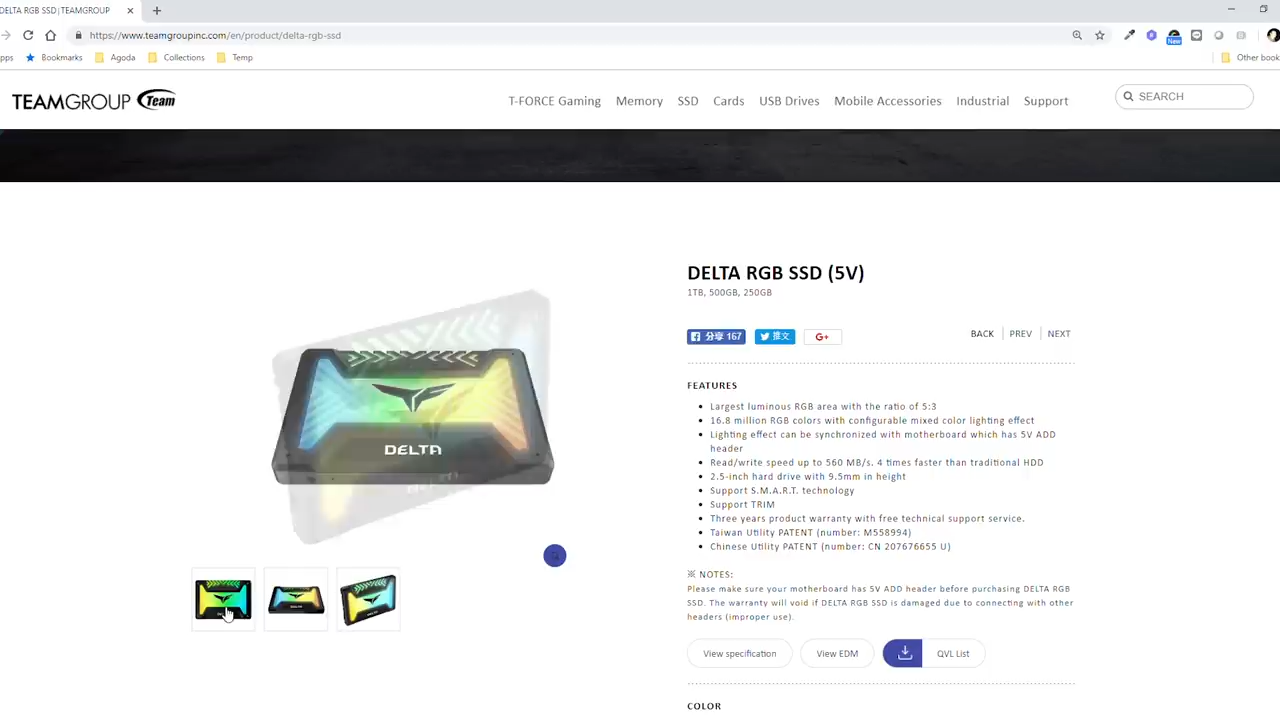 DELTA RGB SSD | TEAMGROUP
https://www.teamgroupinc.com/en/product/delta-rgb-ssd
New
pps Bookmarks Agoda Collections Temp Other book
TEAMGROUP Team
T-FORCE Gaming Memory SSD Cards USB Drives Mobile Accessories Industrial Support
SEARCH
DELTA RGB SSD (5V)
1TB, 500GB, 250GB
分享 167 推文 G+
BACK PREV NEXT
DELTA
FEATURES
Largest luminous RGB area with the ratio of 5:3
16.8 million RGB colors with configurable mixed color lighting effect
Lighting effect can be synchronized with motherboard which has 5V ADD
header
Read/write speed up to 560 MB/s. 4 times faster than traditional HDD
2.5-inch hard drive with 9.5mm in height
Support S.M.A.R.T. technology
Support TRIM
Three years product warranty with free technical support service.
Taiwan Utility PATENT (number: M558994)
Chinese Utility PATENT (number: CN 207676655 U)
※ NOTES:
Please make sure your motherboard has 5V ADD header before purchasing DELTA RGB
SSD. The warranty will void if DELTA RGB SSD is damaged due to connecting with other
headers (improper use).
View specification View EDM QVL List
COLOR